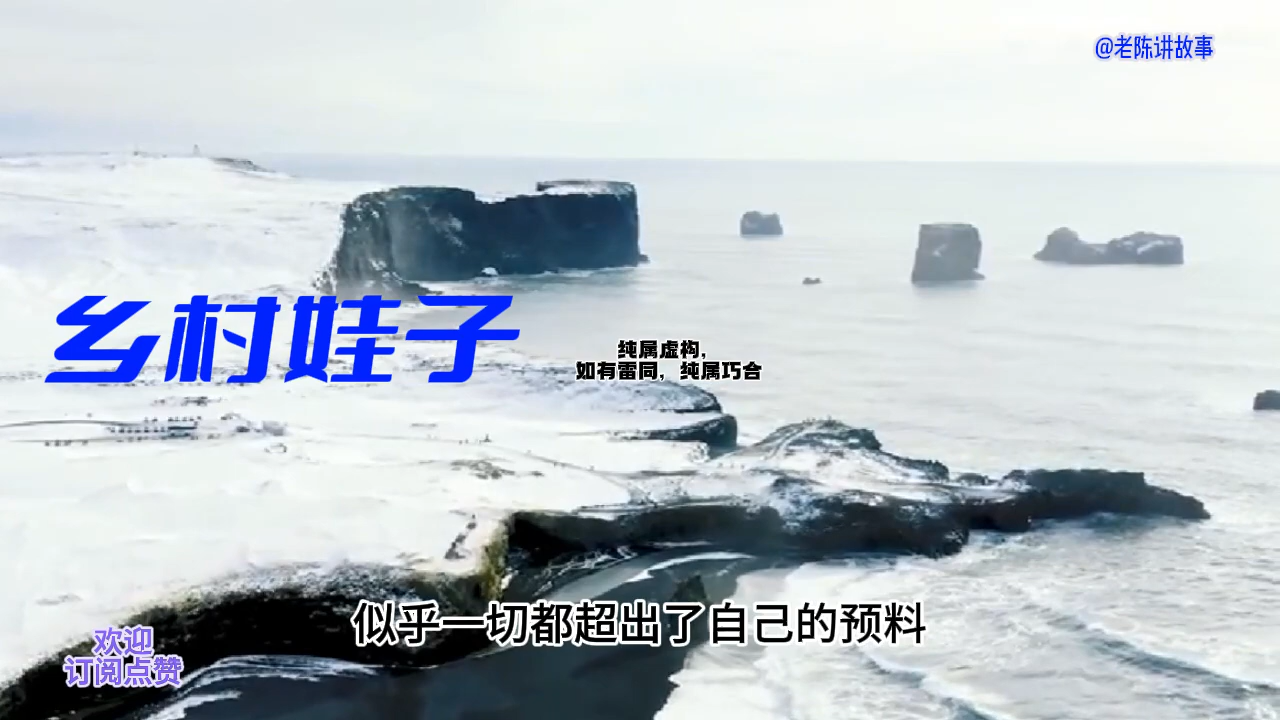 @老陈讲故事
乡村娃子
纯属虚构，
如有雷同，纯属巧合
似乎一切都超出了自己的预料
欢迎
订阅点赞